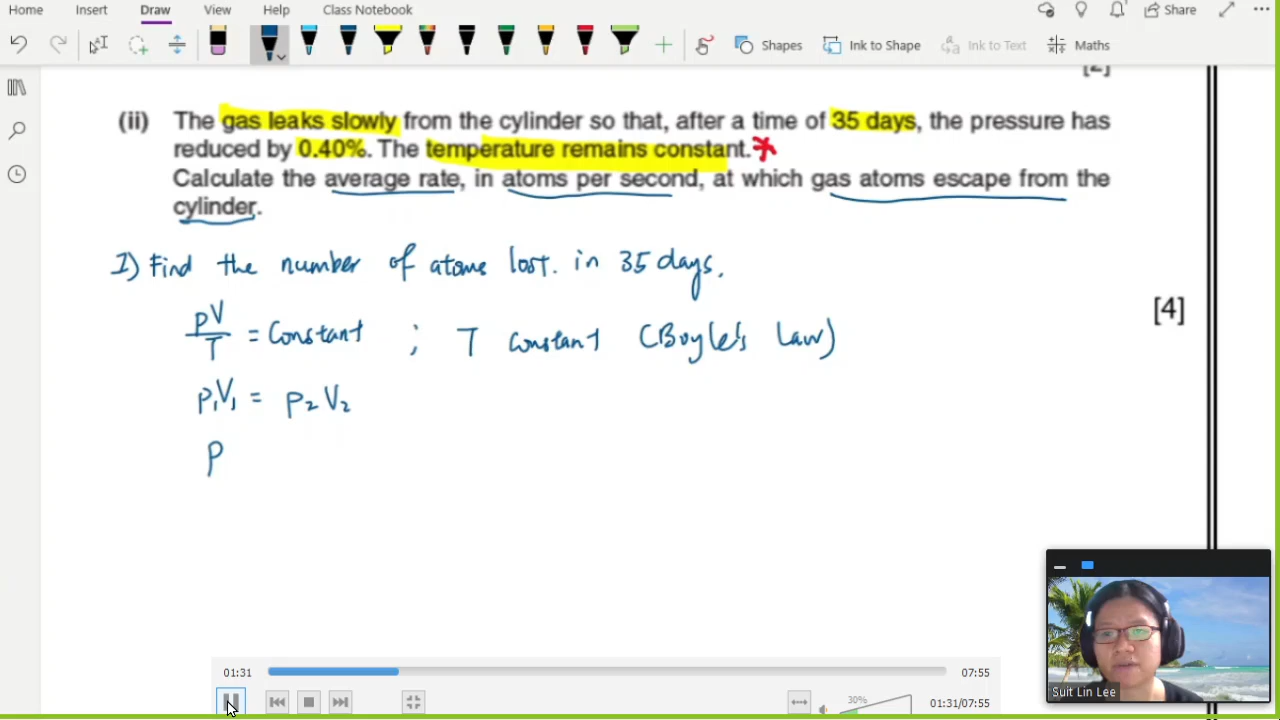 Home Insert Draw View Help Class Notebook Share
Shapes Ink to Shape Ink to Text Maths
[2]
(ii) The gas leaks slowly from the cylinder so that, after a time of 35 days, the pressure has
reduced by 0.40%. The temperature remains constant.
Calculate the average rate, in atoms per second, at which gas atoms escape from the
cylinder.
I) Find the number of atoms lost. in 35 days.
[4]
pV/T = Constant ; T constant (Boyle's Law)
p₁V₁ = p₂V₂
p
Suit Lin Lee
01:31 07:55
30% 01:31/07:55